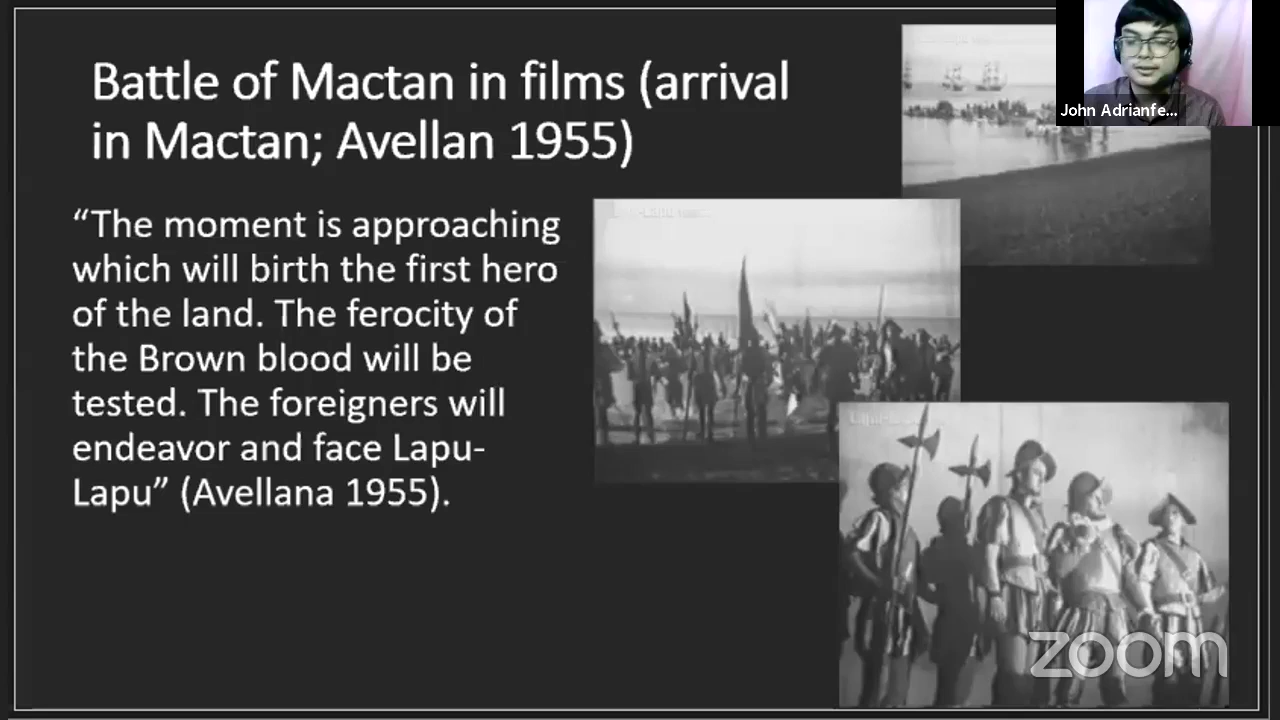 Battle of Mactan in films (arrival
in Mactan; Avellan 1955)
John Adrianfe...
“The moment is approaching
which will birth the first hero
of the land. The ferocity of
the Brown blood will be
tested. The foreigners will
endeavor and face Lapu-
Lapu” (Avellana 1955).
zoom